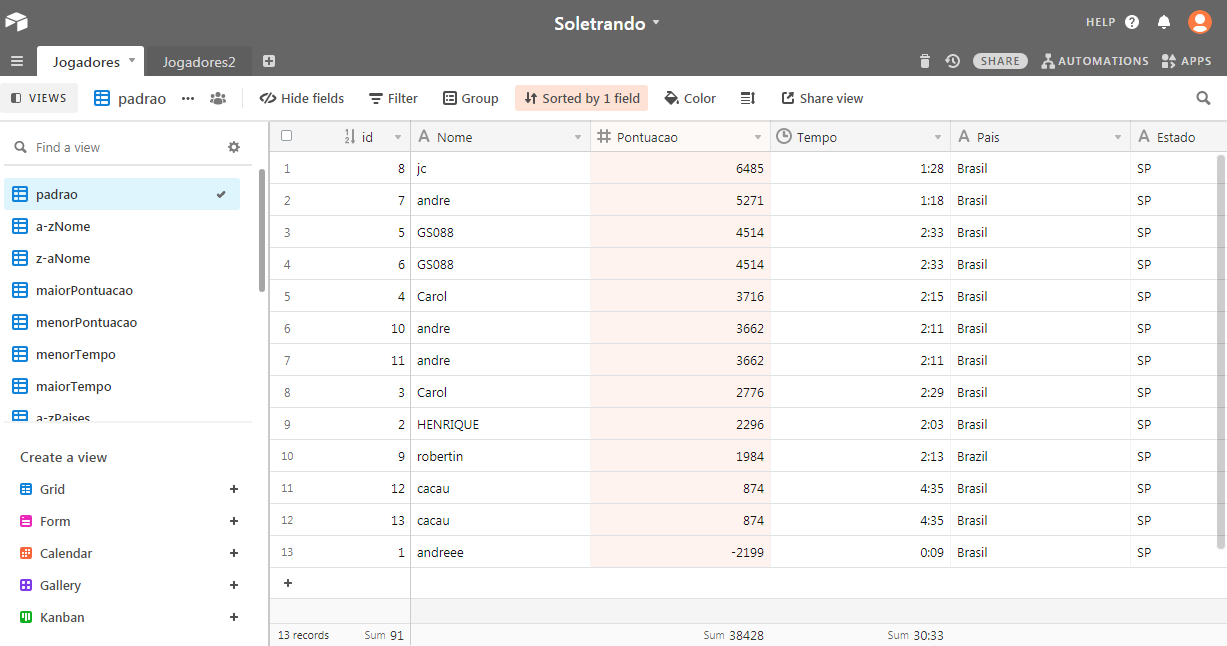 Soletrando
HELP
Jogadores
Jogadores2
SHARE
AUTOMATIONS
APPS
VIEWS
padrao
Hide fields
Filter
Group
Sorted by 1 field
Color
Share view
Find a view
padrao
a-zNome
z-aNome
maiorPontuacao
menorPontuacao
menorTempo
maiorTempo
a-zPaises
Create a view
Grid
Form
Calendar
Gallery
Kanban
id Nome Pontuacao Tempo Pais Estado
1 8 jc 6485 1:28 Brasil SP
2 7 andre 5271 1:18 Brasil SP
3 5 GS088 4514 2:33 Brasil SP
4 6 GS088 4514 2:33 Brasil SP
5 4 Carol 3716 2:15 Brasil SP
6 10 andre 3662 2:11 Brasil SP
7 11 andre 3662 2:11 Brasil SP
8 3 Carol 2776 2:29 Brasil SP
9 2 HENRIQUE 2296 2:03 Brasil SP
10 9 robertin 1984 2:13 Brazil SP
11 12 cacau 874 4:35 Brasil SP
12 13 cacau 874 4:35 Brasil SP
13 1 andreee -2199 0:09 Brasil SP
13 records Sum 91 Sum 38428 Sum 30:33